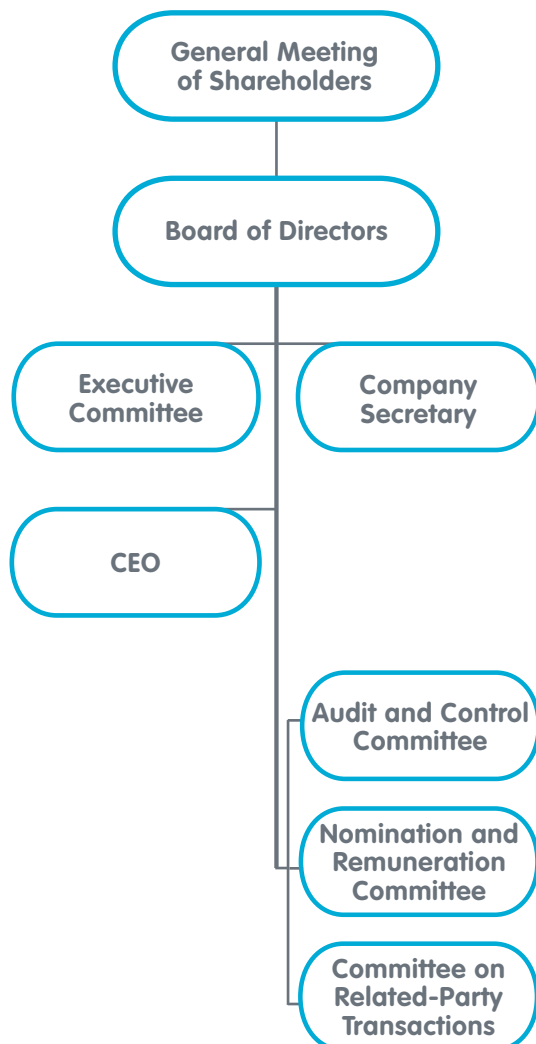 General Meeting
of Shareholders
Board of Directors
Executive
Committee
Company
Secretary
CEO
Audit and Control
Committee
Nomination and
Remuneration
Committee
Committee on
Related-Party
Transactions